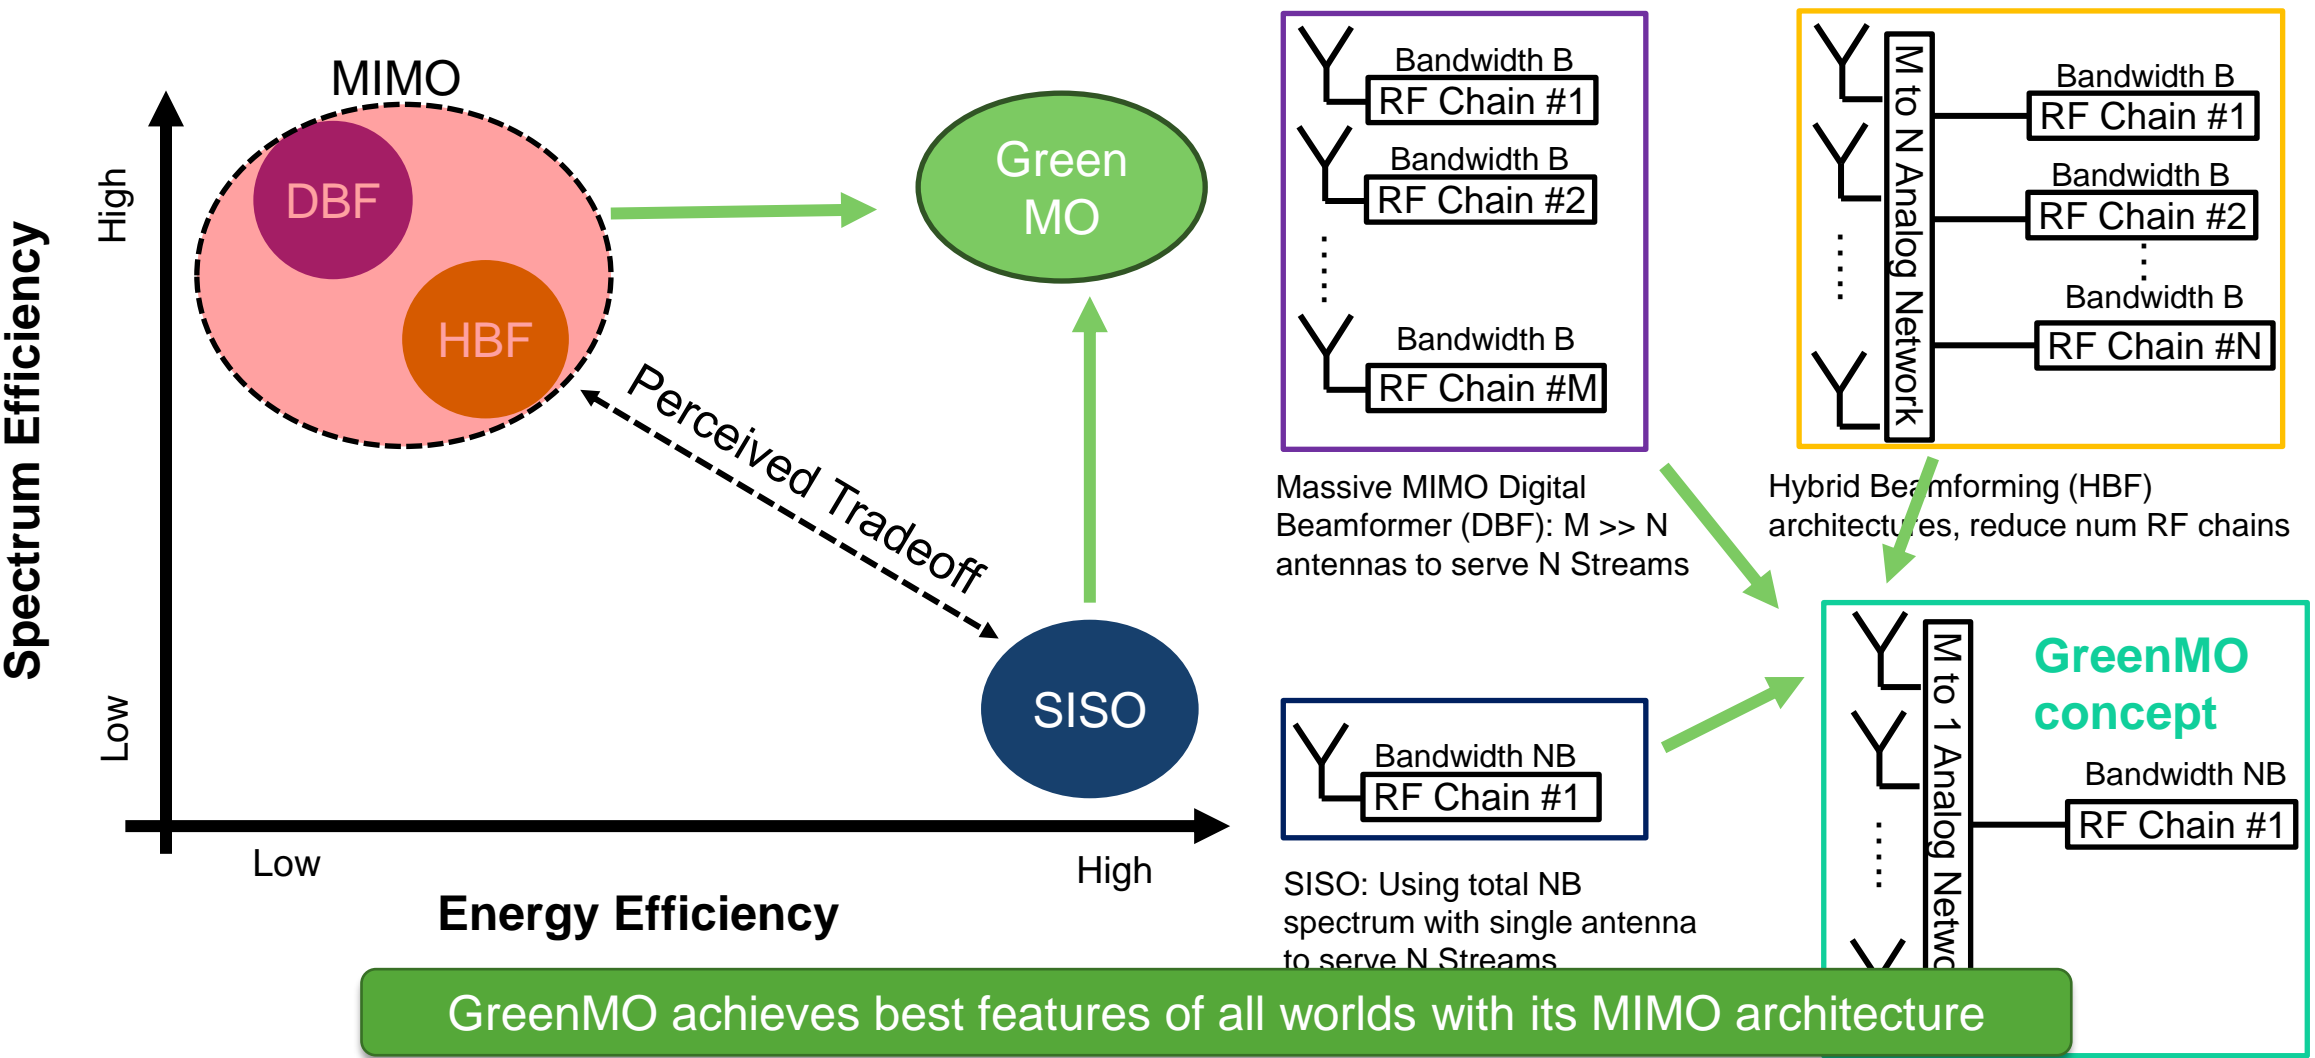 MIMO
DBF
HBF
Green
MO
Perceived Tradeoff
SISO
Spectrum Efficiency
High
Low
Low
High
Energy Efficiency
Bandwidth B
RF Chain #1
Bandwidth B
RF Chain #2
Bandwidth B
RF Chain #M
Massive MIMO Digital
Beamformer (DBF): M >> N
antennas to serve N Streams
M to N Analog Network
Bandwidth B
RF Chain #1
Bandwidth B
RF Chain #2
Bandwidth B
RF Chain #N
Hybrid Beamforming (HBF)
architectures, reduce num RF chains
Bandwidth NB
RF Chain #1
SISO: Using total NB
spectrum with single antenna
to serve N Streams
GreenMO
concept
M to 1 Analog Netwo
Bandwidth NB
RF Chain #1
GreenMO achieves best features of all worlds with its MIMO architecture